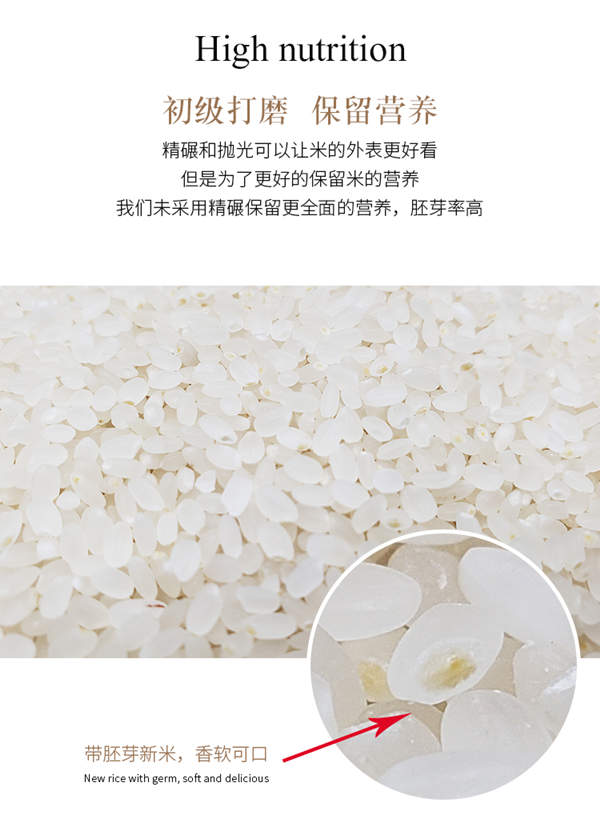 High nutrition
初级打磨 保留营养
精碾和抛光可以让米的外表更好看
但是为了更好的保留米的营养
我们未采用精碾保留更全面的营养，胚芽率高
带胚芽新米，香软可口
New rice with germ, soft and delicious